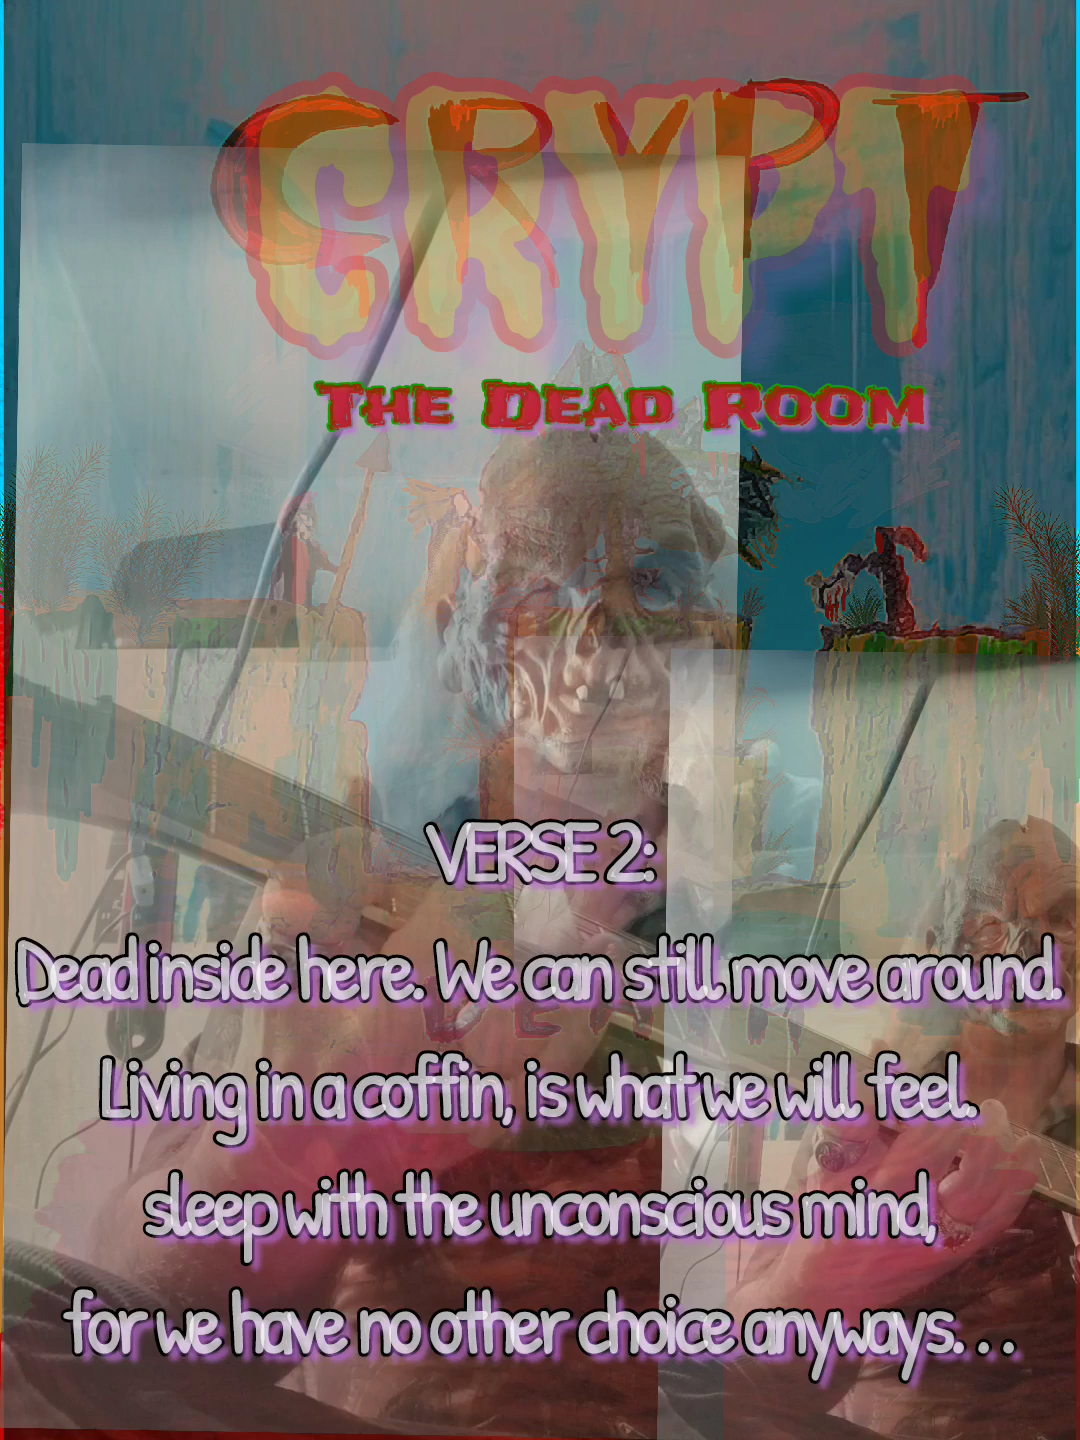 CRYPT
THE DEAD ROOM
VERSE 2:
Dead inside here. We can still move around.
Living in a coffin, is what we will feel.
sleep with the unconscious mind,
for we have no other choice anyways. . .